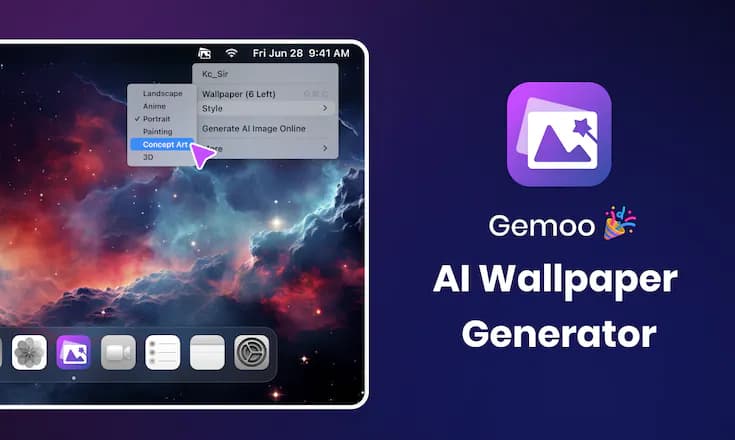 Fri Jun 28 9:41 AM
Kc_Sir
Wallpaper (6 Left)
Style
Generate AI Image Online
Landscape
Anime
Portrait
Painting
Concept Art
3D
Gemoo 🎉
AI Wallpaper
Generator